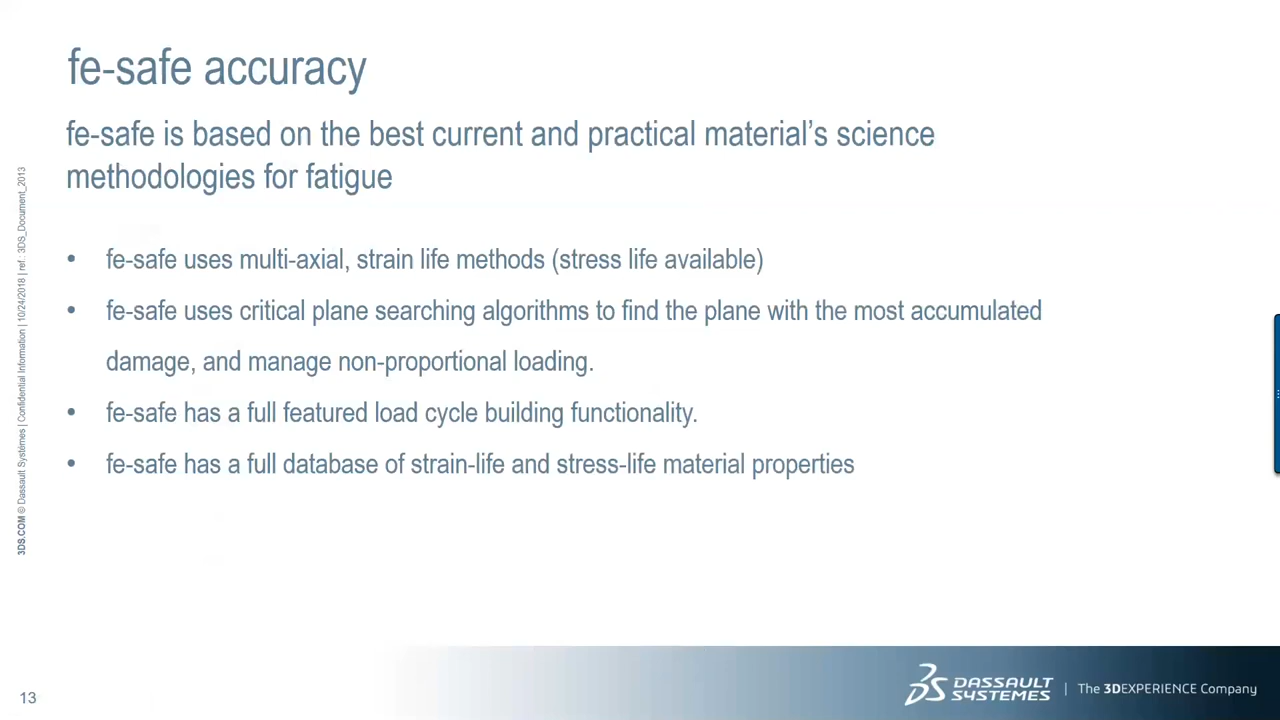 fe-safe accuracy
fe-safe is based on the best current and practical material’s science
methodologies for fatigue
• fe-safe uses multi-axial, strain life methods (stress life available)
• fe-safe uses critical plane searching algorithms to find the plane with the most accumulated
damage, and manage non-proportional loading.
• fe-safe has a full featured load cycle building functionality.
• fe-safe has a full database of strain-life and stress-life material properties
3DS.COM © Dassault Systèmes | Confidential Information | 10/24/2018 | ref.: 3DS_Document_2013
13
DASSAULT
SYSTEMES | The 3DEXPERIENCE Company